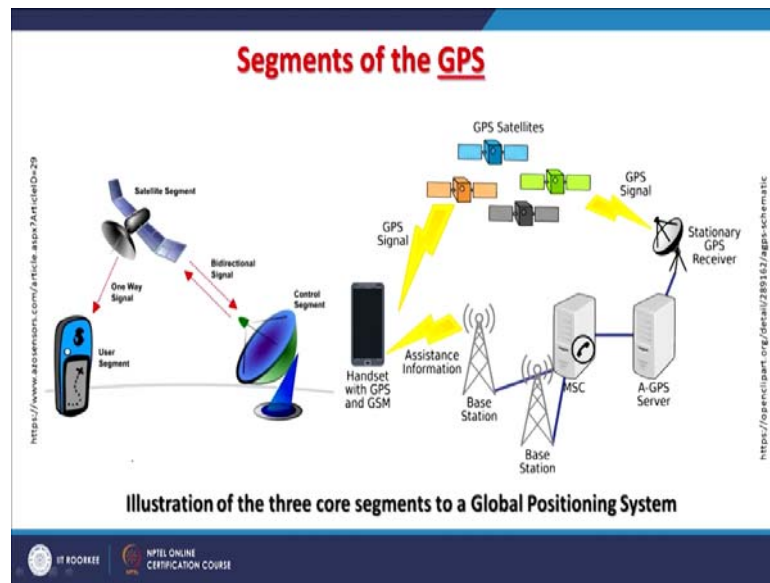 Segments of the GPS
https://www.azosensors.com/article.aspx?ArticleID=29
Satellite Segment
One Way
Signal
Bidirectional
Signal
Control
Segment
User
Segment
GPS Satellites
GPS
Signal
GPS
Signal
Stationary
GPS
Receiver
Handset
with GPS
and GSM
Assistance
Information
Base
Station
Base
Station
MSC
A-GPS
Server
https://openclipart.org/detail/289162/agps-schematic
Illustration of the three core segments to a Global Positioning System
IIT ROORKEE
NPTEL ONLINE
CERTIFICATION COURSE